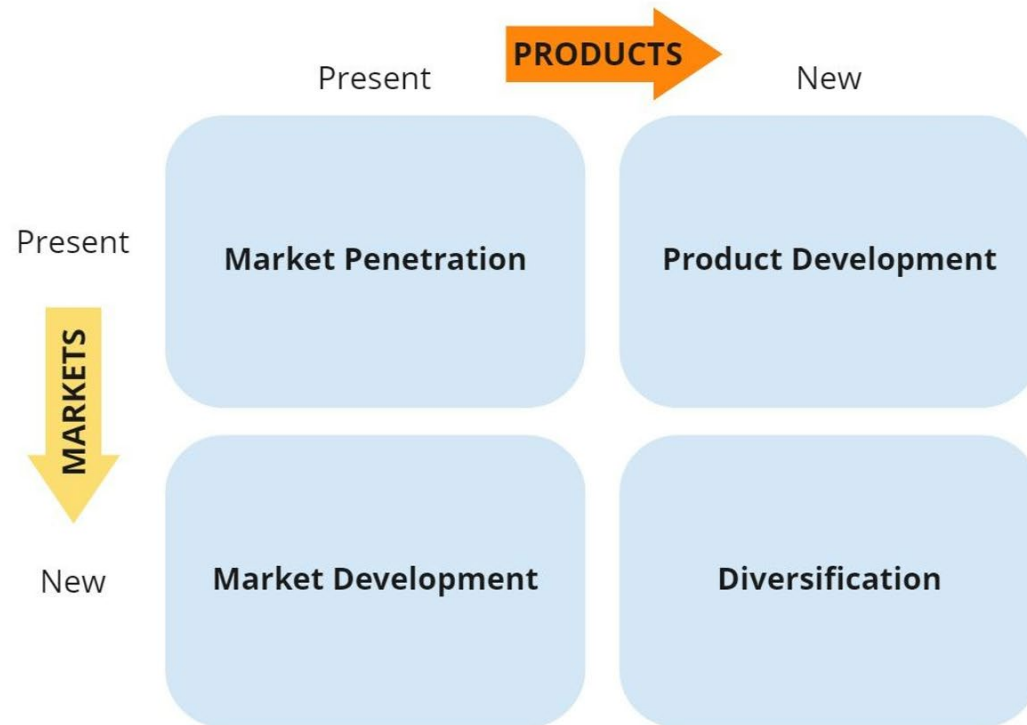 PRODUCTS
Present
New
Present
Market Penetration
Product Development
MARKETS
New
Market Development
Diversification